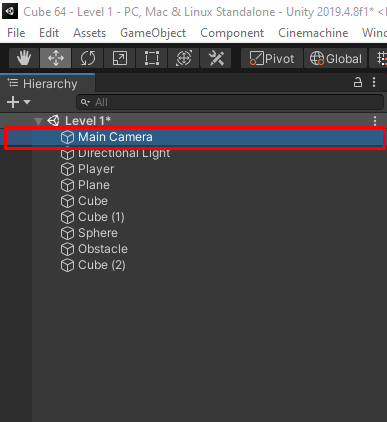 Cube 64 - Level 1 - PC, Mac & Linux Standalone - Unity 2019.4.8f1* <
File Edit Assets GameObject Component Cinemachine Wind
Pivot Global
Hierarchy
All
Level 1*
Main Camera
Directional Light
Player
Plane
Cube
Cube (1)
Sphere
Obstacle
Cube (2)